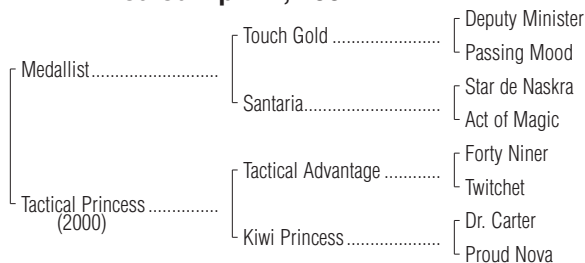 Deputy Minister
Touch Gold
Passing Mood
Medallist
Star de Naskra
Santaria
Act of Magic
Forty Niner
Tactical Advantage
Twitchet
Tactical Princess
(2000)
Dr. Carter
Kiwi Princess
Proud Nova